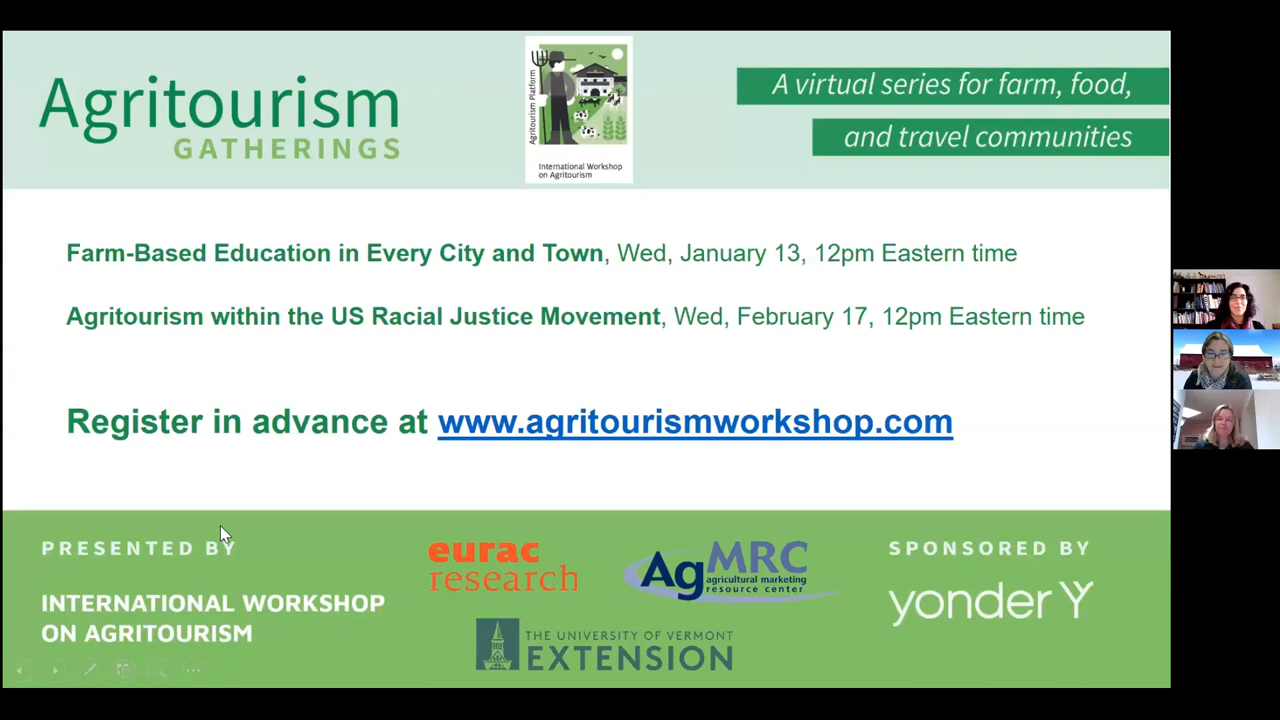 Agritourism
GATHERINGS
Agritourism Platform
International Workshop
on Agritourism
A virtual series for farm, food,
and travel communities
Farm-Based Education in Every City and Town, Wed, January 13, 12pm Eastern time
Agritourism within the US Racial Justice Movement, Wed, February 17, 12pm Eastern time
Register in advance at www.agritourismworkshop.com
PRESENTED BY
INTERNATIONAL WORKSHOP
ON AGRITOURISM
eurac
research
AgMRC
agricultural marketing
resource center
THE UNIVERSITY OF VERMONT
EXTENSION
SPONSORED BY
yonder Y